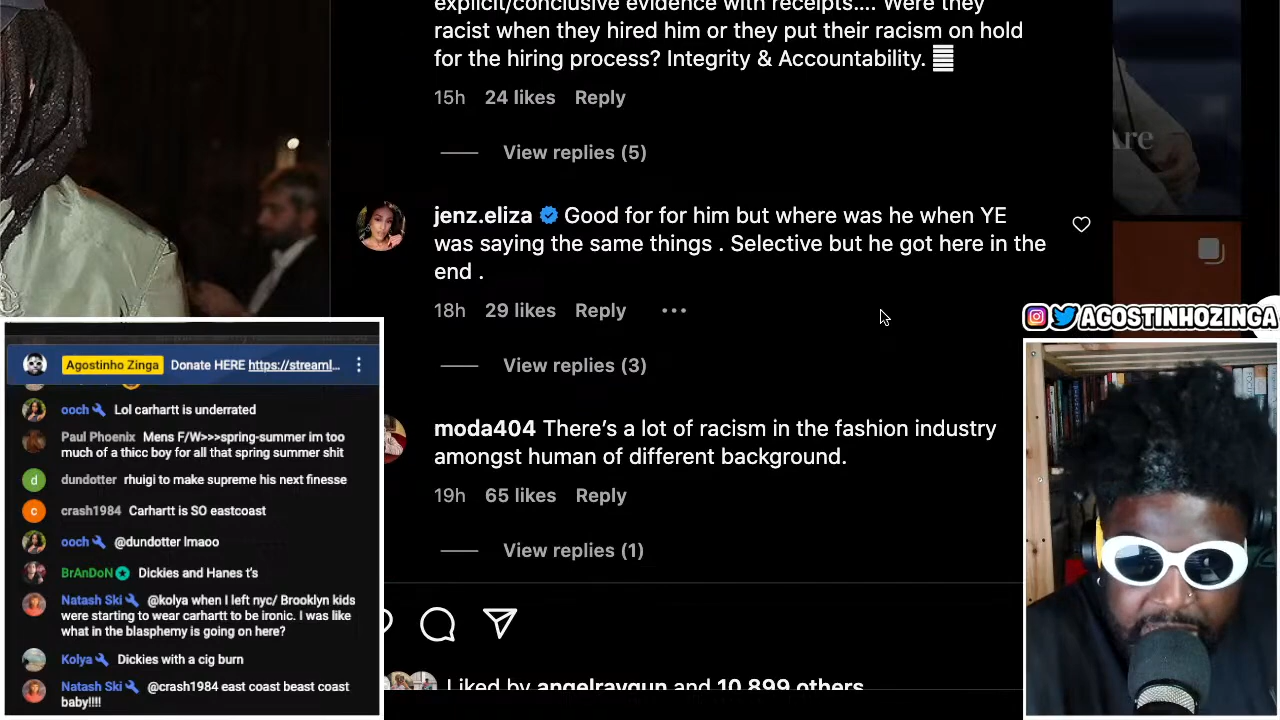 explicit/conclusive evidence with receipts.... Were they
racist when they hired him or they put their racism on hold
for the hiring process? Integrity & Accountability.
15h 24 likes Reply
View replies (5)
jenz.eliza Good for for him but where was he when YE
was saying the same things . Selective but he got here in the
end .
18h 29 likes Reply •••
View replies (3)
moda404 There's a lot of racism in the fashion industry
amongst human of different background.
19h 65 likes Reply
View replies (1)
Liked by angelraygun and 10,899 others
Are
AGOSTINHOZINGA
Agostinho Zinga Donate HERE https://streaml...
ooch Lol carhartt is underrated
Paul Phoenix Mens F/W>>>spring-summer im too
much of a thicc boy for all that spring summer shit
d dundotter rhuigi to make supreme his next finesse
c crash1984 Carhartt is SO eastcoast
ooch @dundotter lmaoo
BrAnDoN Dickies and Hanes t's
Natash Ski @kolya when I left nyc/ Brooklyn kids
were starting to wear carhartt to be ironic. I was like
what in the blasphemy is going on here?
Kolya Dickies with a cig burn
Natash Ski @crash1984 east coast beast coast
baby!!!!